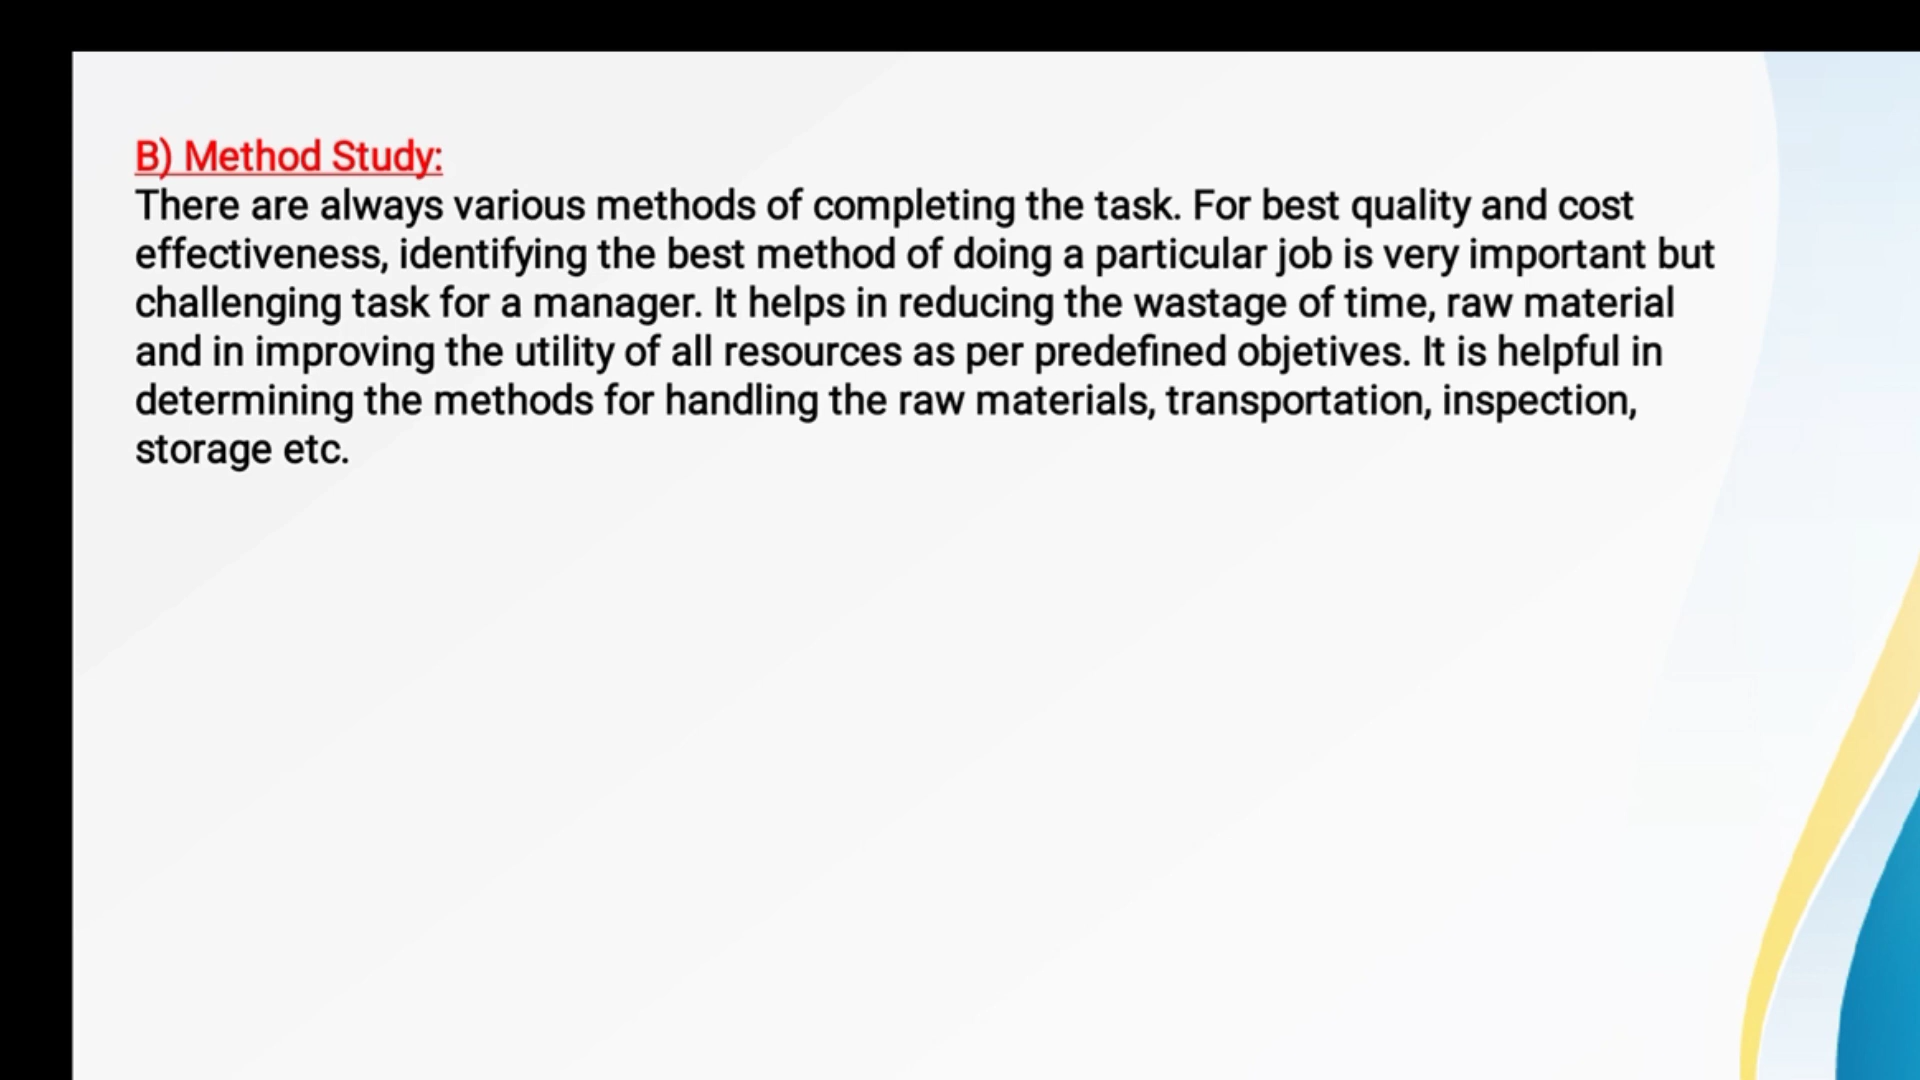 B) Method Study:
There are always various methods of completing the task. For best quality and cost
effectiveness, identifying the best method of doing a particular job is very important but
challenging task for a manager. It helps in reducing the wastage of time, raw material
and in improving the utility of all resources as per predefined objetives. It is helpful in
determining the methods for handling the raw materials, transportation, inspection,
storage etc.